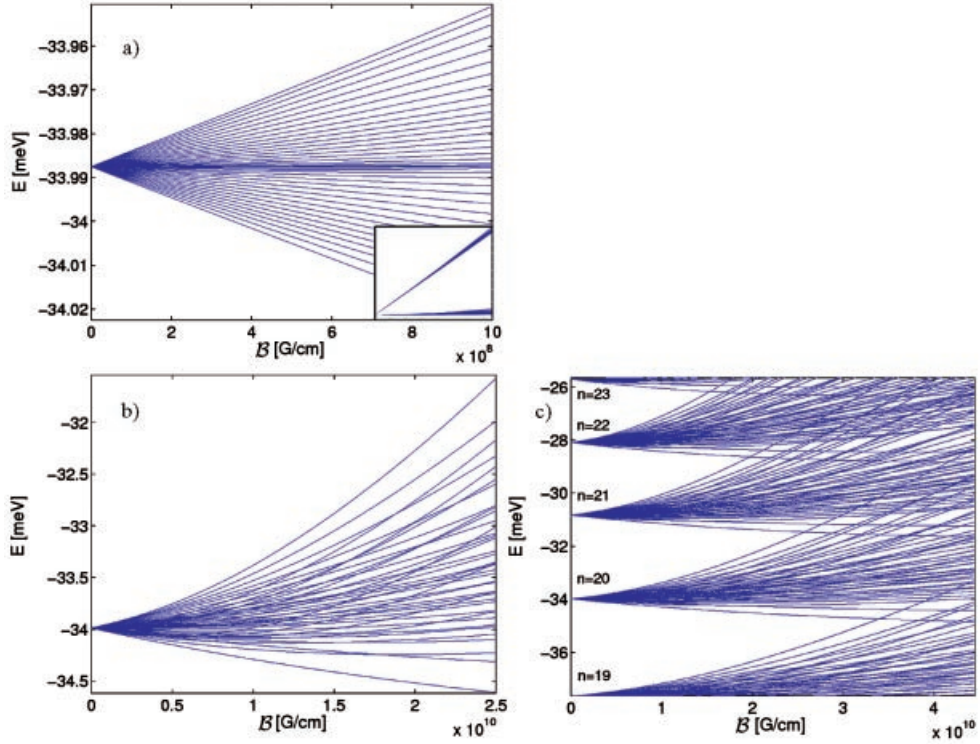 a)
−33.96
−33.97
−33.98
−33.99
−34
−34.01
−34.02
E [meV]
0
2
4
6
8
10
ℬ [G/cm]
x 10⁸
b)
−32
−32.5
−33
−33.5
−34
−34.5
E [meV]
0
0.5
1.0
1.5
2.0
2.5
ℬ [G/cm]
x 10¹⁰
c)
−26
−28
−30
−32
−34
−36
E [meV]
n=23
n=22
n=21
n=20
n=19
0
1
2
3
4
ℬ [G/cm]
x 10¹⁰